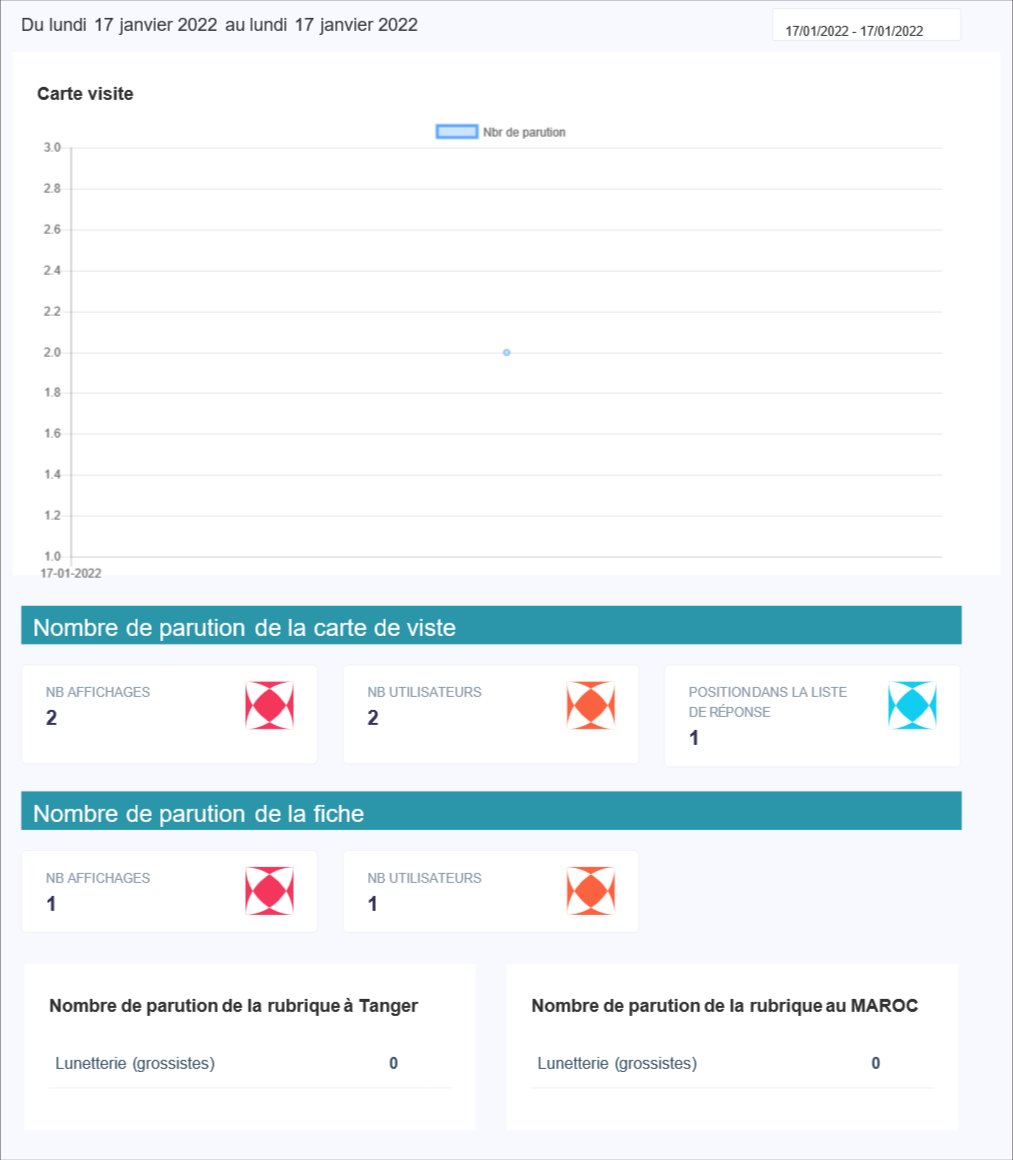 Du lundi 17 janvier 2022 au lundi 17 janvier 2022
17/01/2022 - 17/01/2022
Carte visite
Nbr de parution
3.0
2.8
2.6
2.4
2.2
2.0
1.8
1.6
1.4
1.2
1.0
17-01-2022
Nombre de parution de la carte de viste
NB AFFICHAGES
2
NB UTILISATEURS
2
POSITIONDANS LA LISTE
DE RÉPONSE
1
Nombre de parution de la fiche
NB AFFICHAGES
1
NB UTILISATEURS
1
Nombre de parution de la rubrique à Tanger
Lunetterie (grossistes) 0
Nombre de parution de la rubrique au MAROC
Lunetterie (grossistes) 0